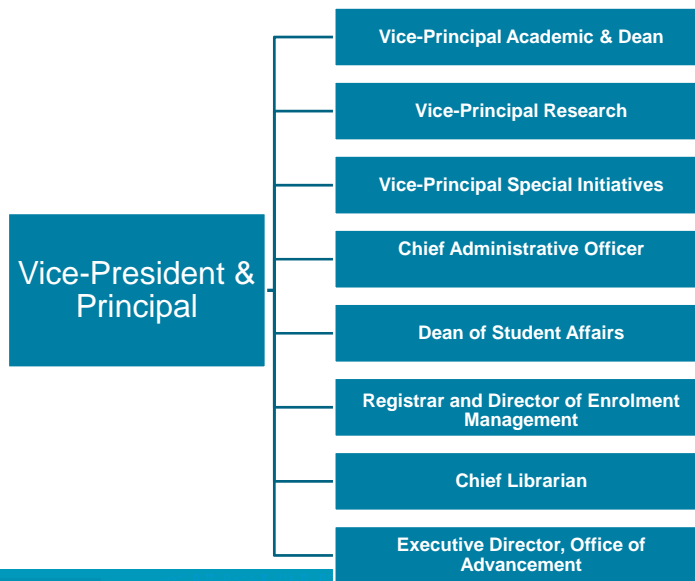 Vice-President &
Principal
Vice-Principal Academic & Dean
Vice-Principal Research
Vice-Principal Special Initiatives
Chief Administrative Officer
Dean of Student Affairs
Registrar and Director of Enrolment
Management
Chief Librarian
Executive Director, Office of
Advancement